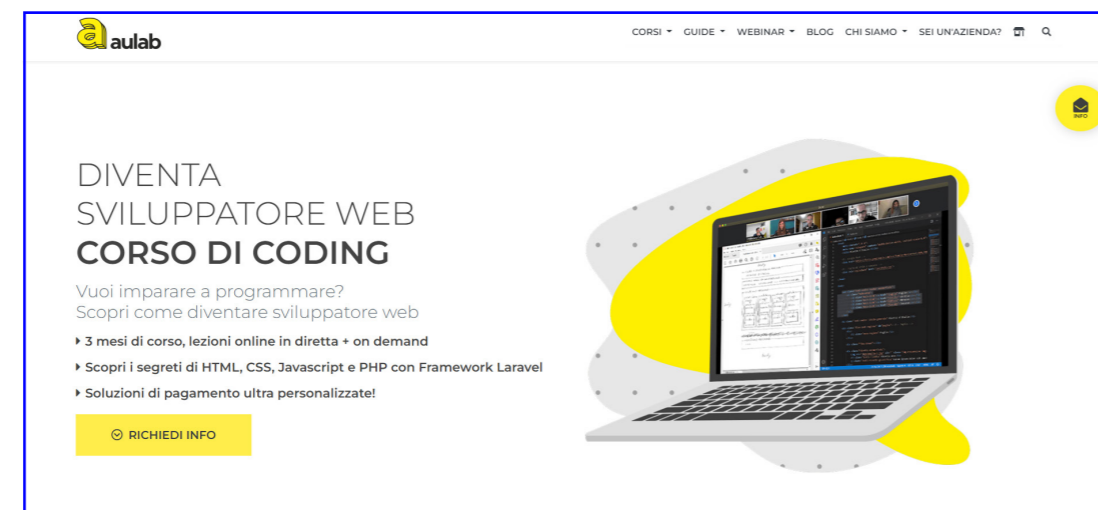 aulab
CORSI GUIDE WEBINAR BLOG CHI SIAMO SEI UN'AZIENDA?
INFO
DIVENTA
SVILUPPATORE WEB
CORSO DI CODING
Vuoi imparare a programmare?
Scopri come diventare sviluppatore web
3 mesi di corso, lezioni online in diretta + on demand
Scopri i segreti di HTML, CSS, Javascript e PHP con Framework Laravel
Soluzioni di pagamento ultra personalizzate!
RICHIEDI INFO